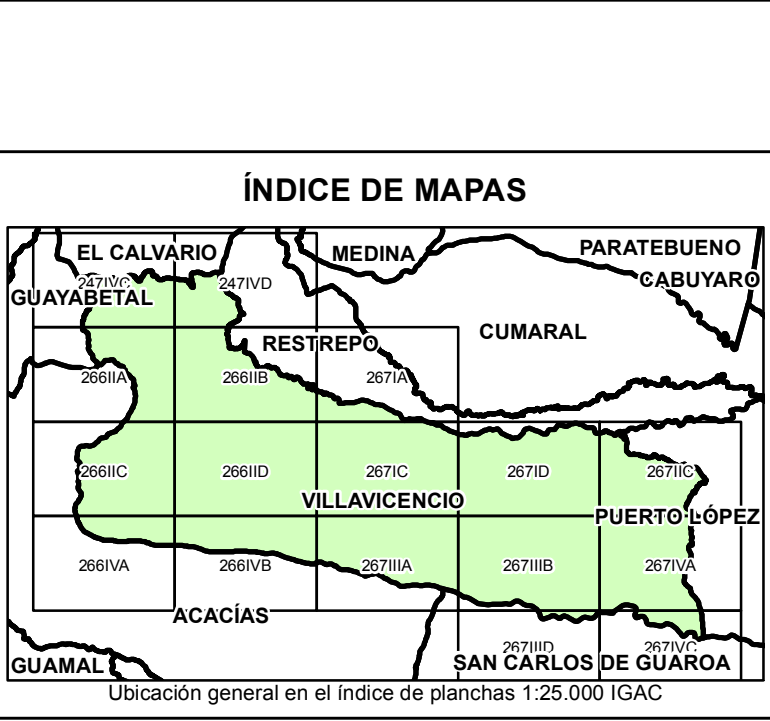 ÍNDICE DE MAPAS
EL CALVARIO
MEDINA
PARATEBUENO
247IVC
247IVD
CABUYARO
GUAYABETAL
RESTREPO
CUMARAL
266IIA
266IIB
267IA
266IIC
266IID
267IC
267ID
267IIC
VILLAVICENCIO
PUERTO LÓPEZ
266IVA
266IVB
267IIIA
267IIIB
267IVA
ACACÍAS
267IIID
267IVC
GUAMAL
SAN CARLOS DE GUAROA
Ubicación general en el índice de planchas 1:25.000 IGAC